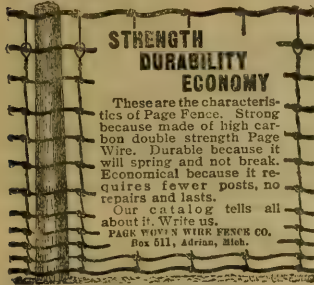 STRENGTH
DURABILITY
ECONOMY
These are the characteris-
tics of Page Fence. Strong
because made of high car-
bon double strength Page
Wire. Durable because it
will spring and not break.
Economical because it re-
quires fewer posts, no
repairs and lasts.
Our catalog tells all
about it. Write us.
PAGE WOVEN WIRE FENCE CO.
Box 511, Adrian, Mich.